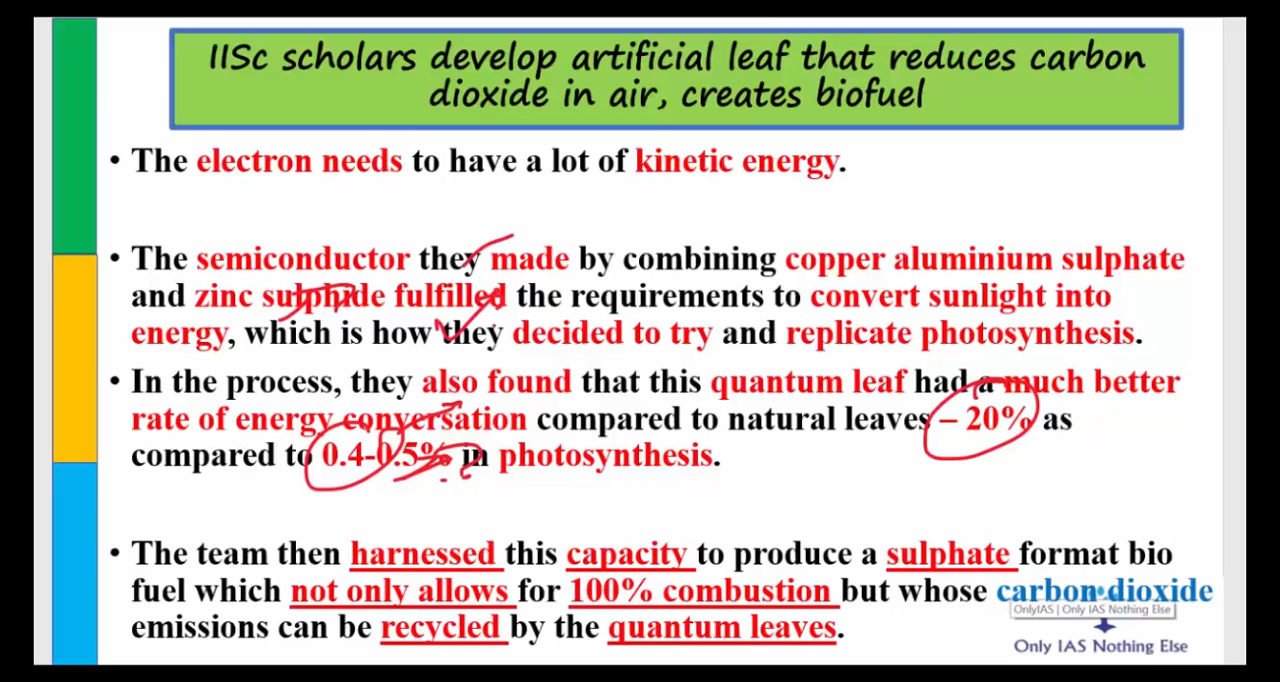 IISc scholars develop artificial leaf that reduces carbon
dioxide in air, creates biofuel
• The electron needs to have a lot of kinetic energy.
• The semiconductor they made by combining copper aluminium sulphate
and zinc sulphide fulfilled the requirements to convert sunlight into
energy, which is how they decided to try and replicate photosynthesis.
• In the process, they also found that this quantum leaf had a much better
rate of energy conversation compared to natural leaves – 20% as
compared to 0.4-0.5% in photosynthesis.
• The team then harnessed this capacity to produce a sulphate format bio
fuel which not only allows for 100% combustion but whose carbon dioxide
emissions can be recycled by the quantum leaves.
OnlyIAS | Only IAS Nothing Else
Only IAS Nothing Else